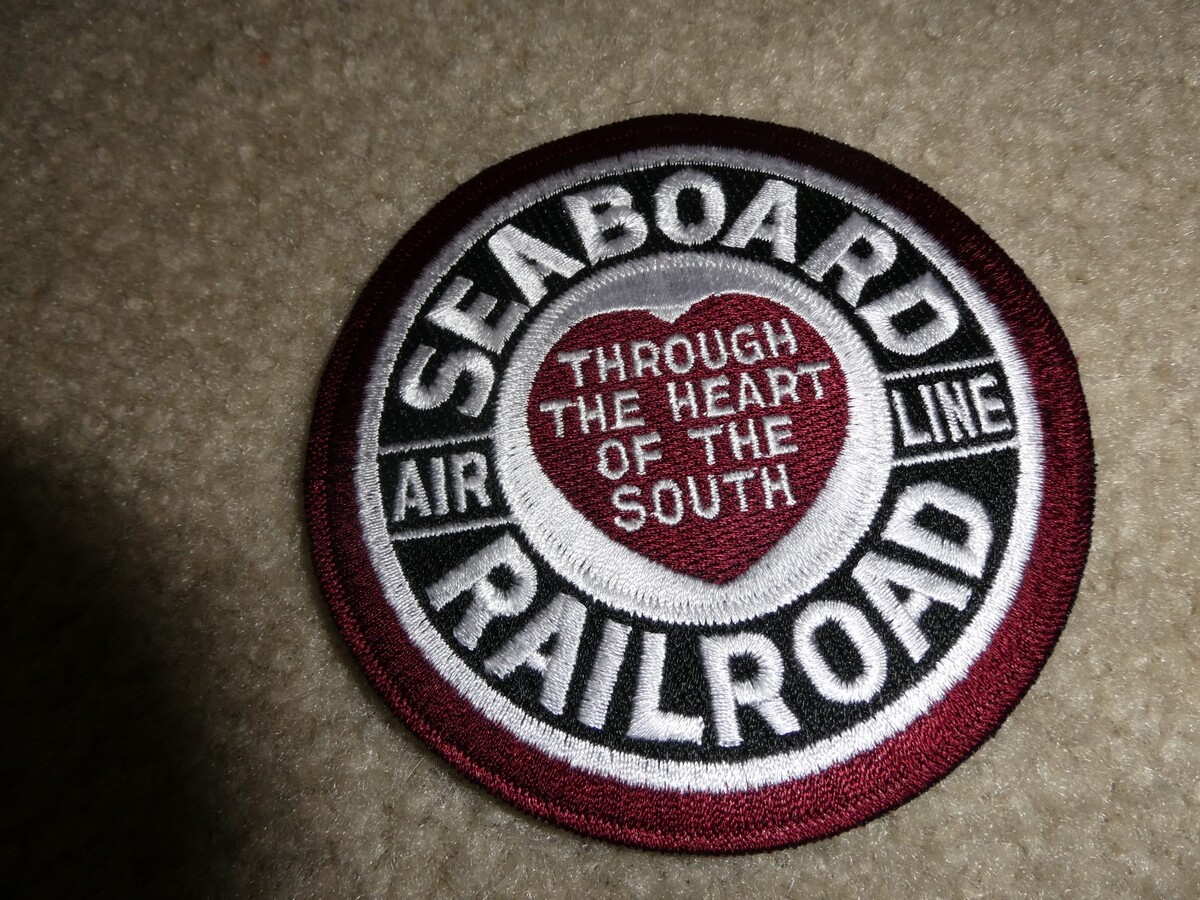 SEABOARD
AIR LINE
RAILROAD
THROUGH
THE HEART
OF THE
SOUTH